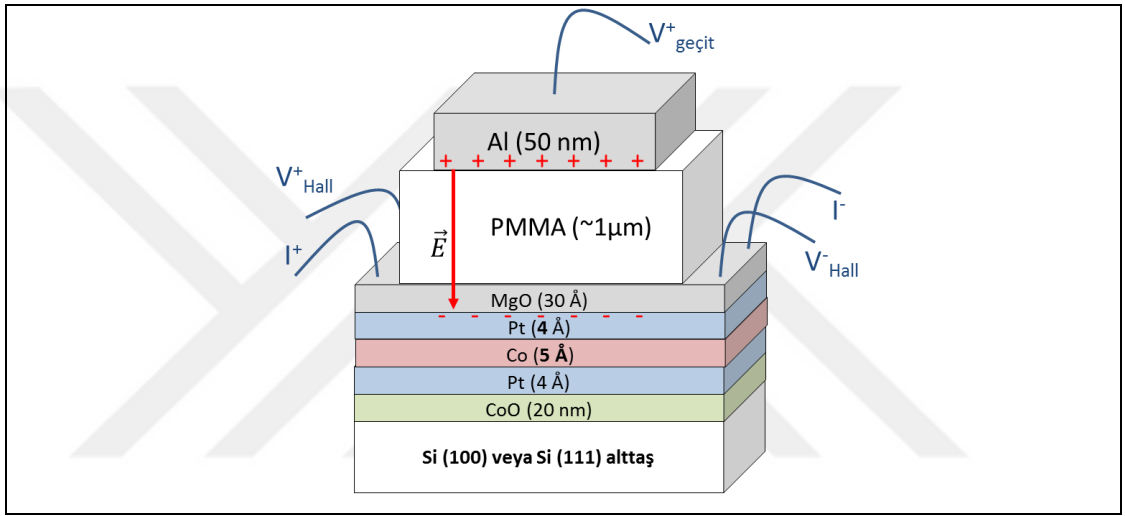 V+geçit
Al (50 nm)
+ + + + + + +
V+Hall
PMMA (~1µm)
I-
I+
E⃗
V-Hall
MgO (30 Å)
- - - - - - -
Pt (4 Å)
Co (5 Å)
Pt (4 Å)
CoO (20 nm)
Si (100) veya Si (111) alttaş